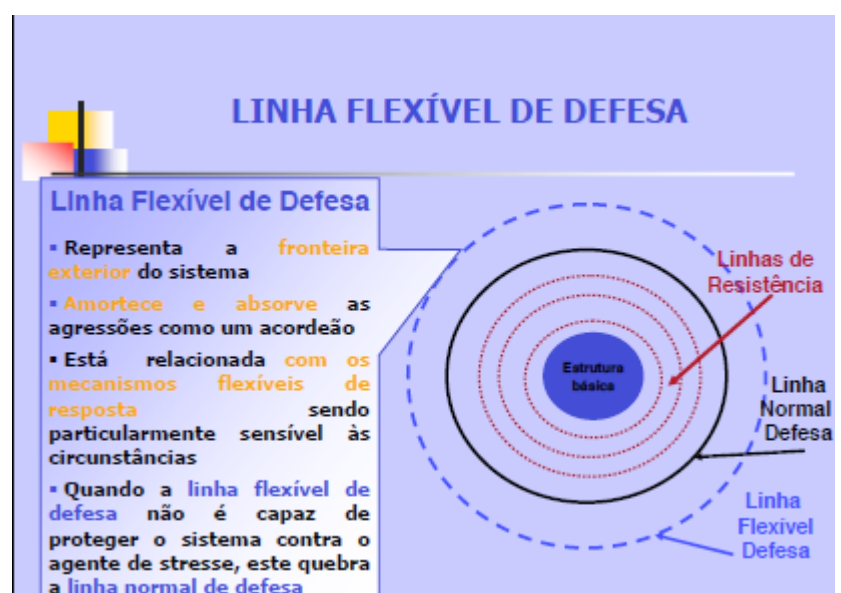 LINHA FLEXÍVEL DE DEFESA
Linha Flexível de Defesa
▪ Representa a fronteira
exterior do sistema
▪ Amortece e absorve as
agressões como um acordeão
▪ Está relacionada com os
mecanismos flexíveis de
resposta sendo
particularmente sensível às
circunstâncias
▪ Quando a linha flexível de
defesa não é capaz de
proteger o sistema contra o
agente de stresse, este quebra
a linha normal de defesa
Linhas de
Resistência
Estrutura
básica
Linha
Normal
Defesa
Linha
Flexível
Defesa